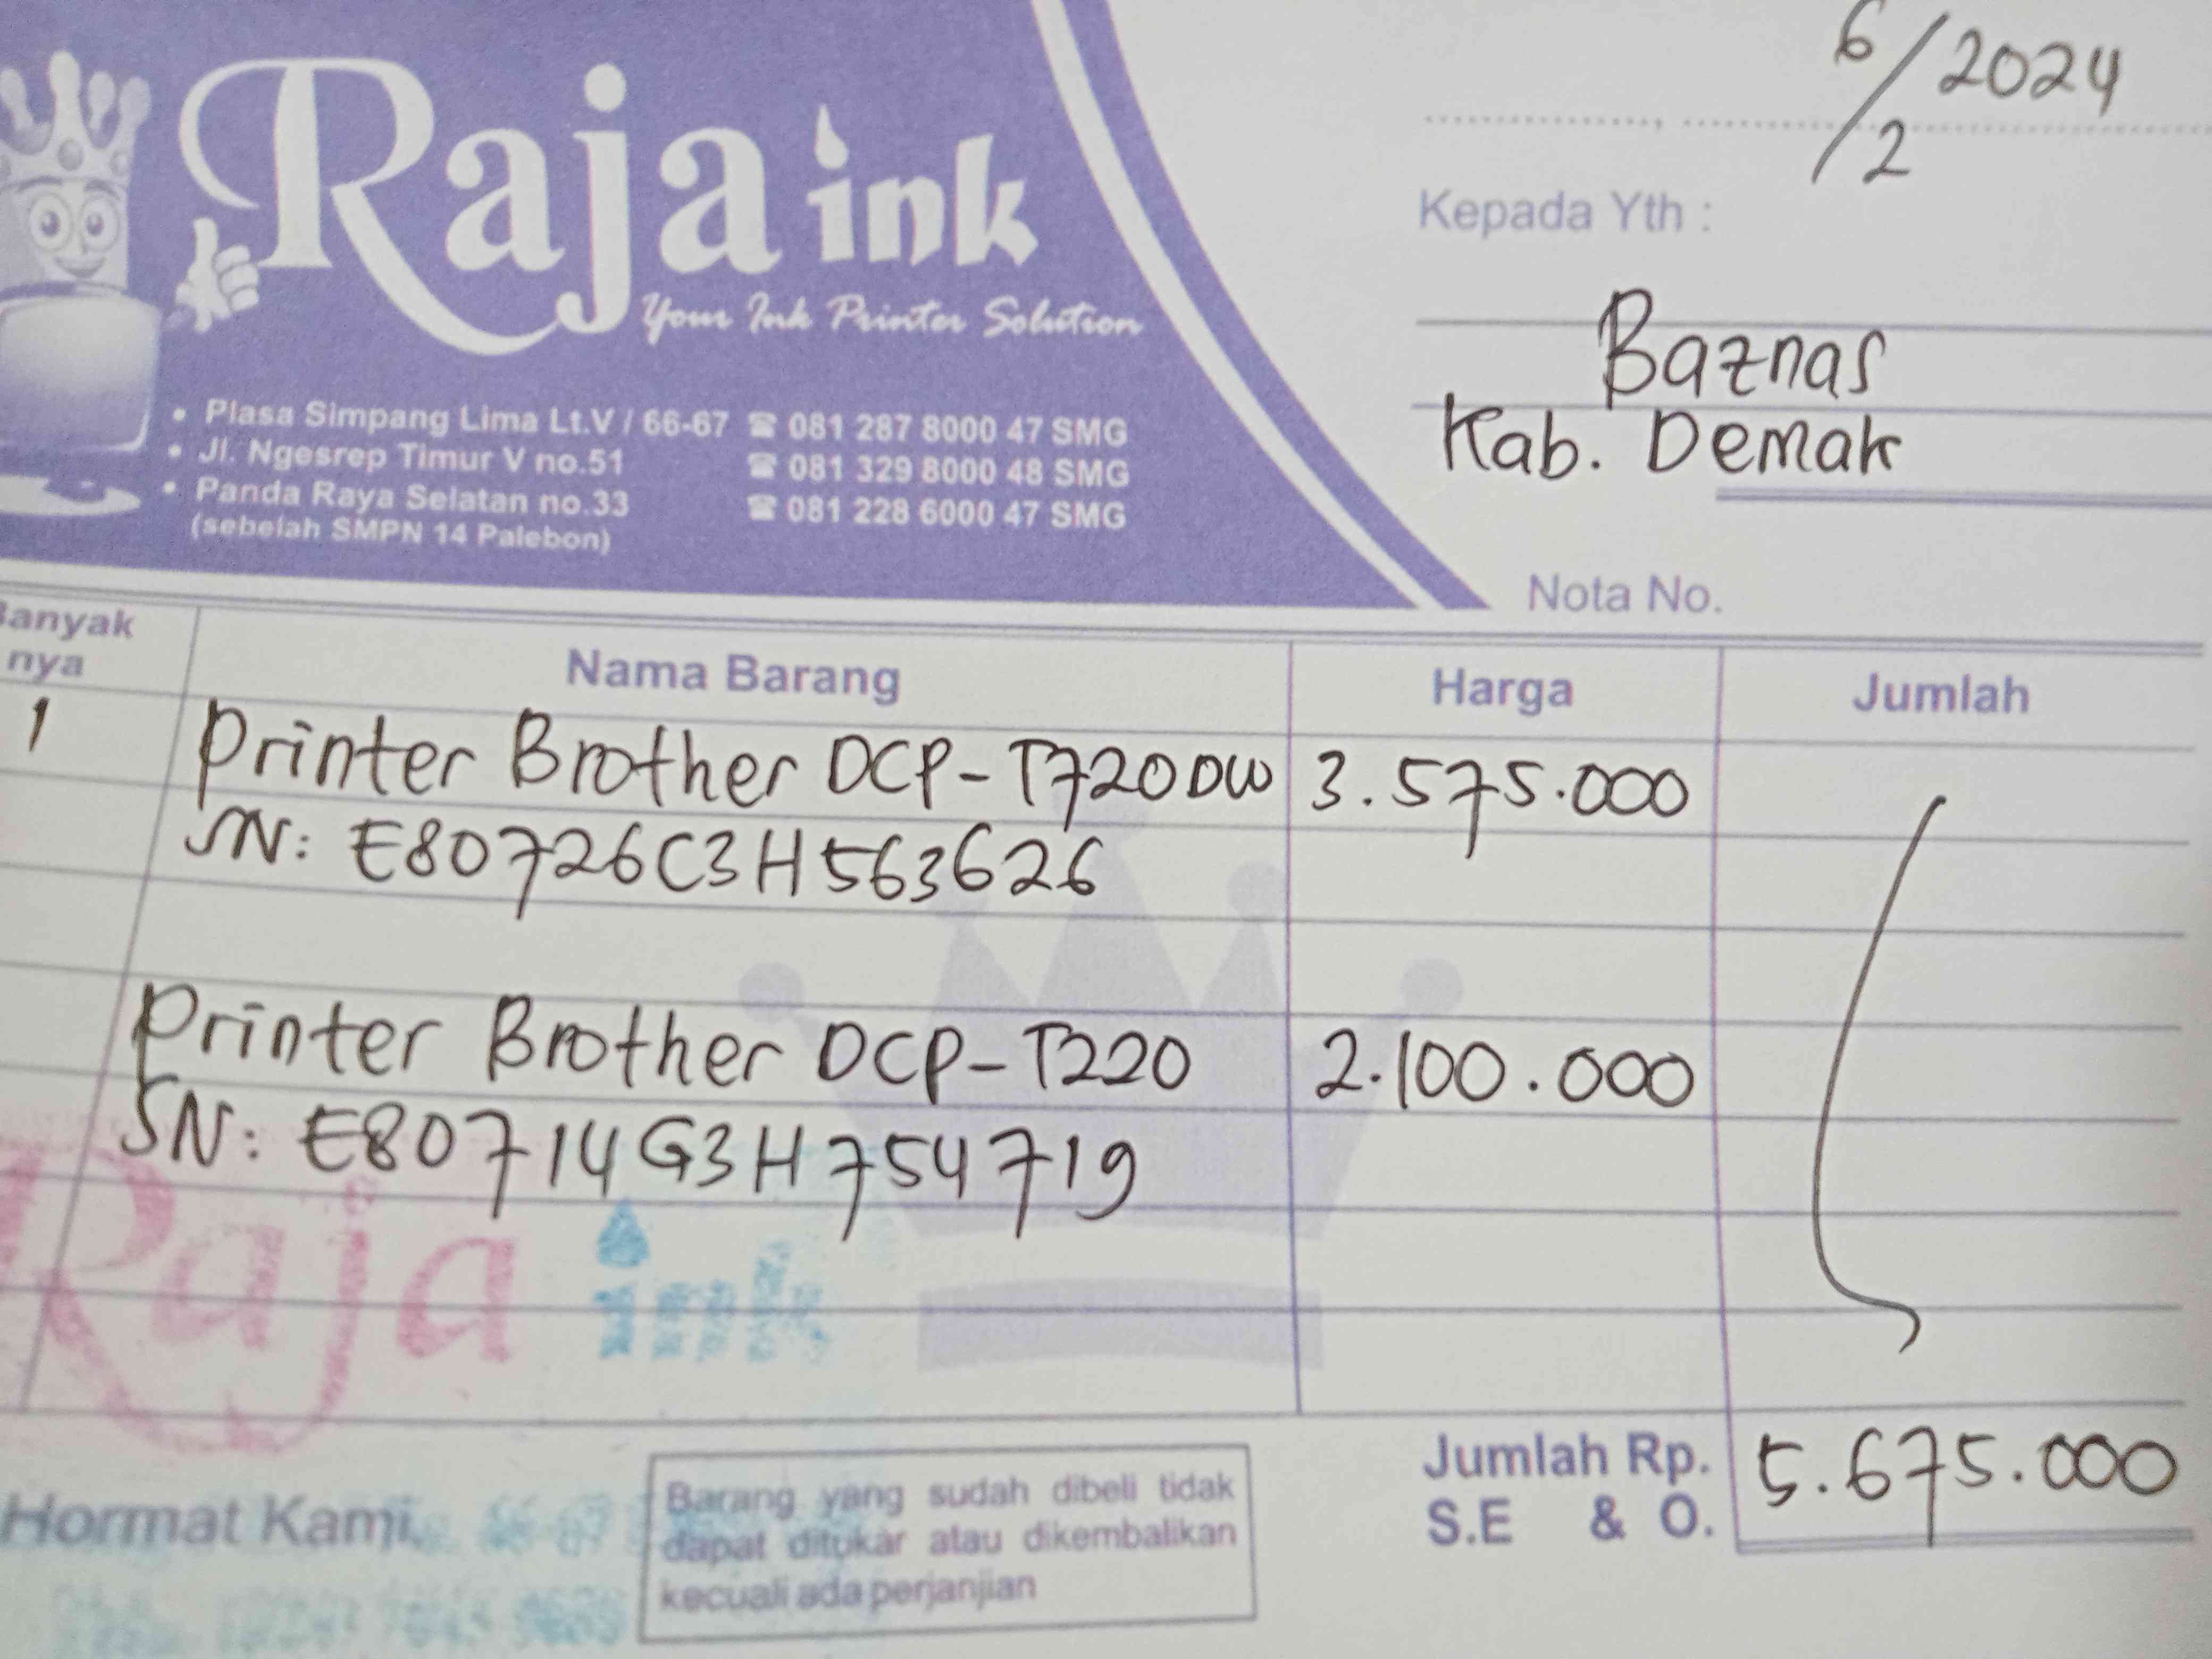 6/2 2024
Raja ink
Your Ink Printer Solution
Kepada Yth :
Baznas
Kab. Demak
• Plasa Simpang Lima Lt.V / 66-67 ☎ 081 287 8000 47 SMG
• Jl. Ngesrep Timur V no.51 ☎ 081 329 8000 48 SMG
• Panda Raya Selatan no.33 ☎ 081 228 6000 47 SMG
(sebelah SMPN 14 Palebon)
Nota No.
Banyak
nya
Nama Barang Harga Jumlah
1 Printer Brother DCP-T720DW 3.575.000
SN: E80726C3H563626
Printer Brother DCP-T220 2.100.000
SN: E80714G3H754719
Raja ink
Jumlah Rp. 5.675.000
S.E & O.
Hormat Kami,
Barang yang sudah dibeli tidak
dapat ditukar atau dikembalikan
kecuali ada perjanjian